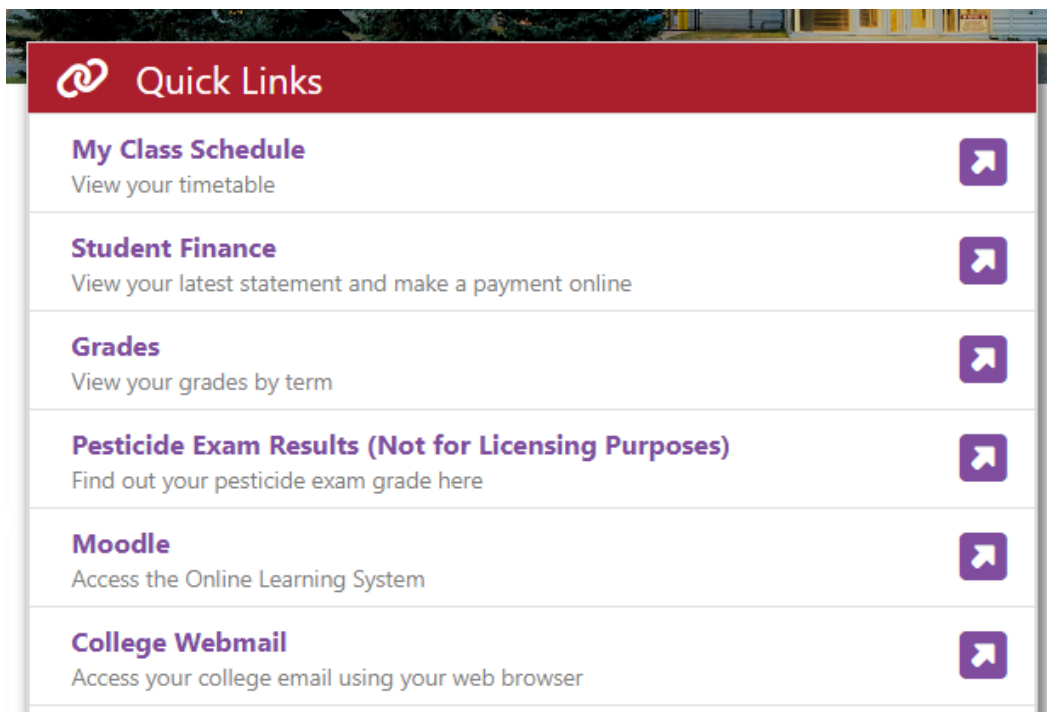 Quick Links
My Class Schedule
View your timetable
Student Finance
View your latest statement and make a payment online
Grades
View your grades by term
Pesticide Exam Results (Not for Licensing Purposes)
Find out your pesticide exam grade here
Moodle
Access the Online Learning System
College Webmail
Access your college email using your web browser